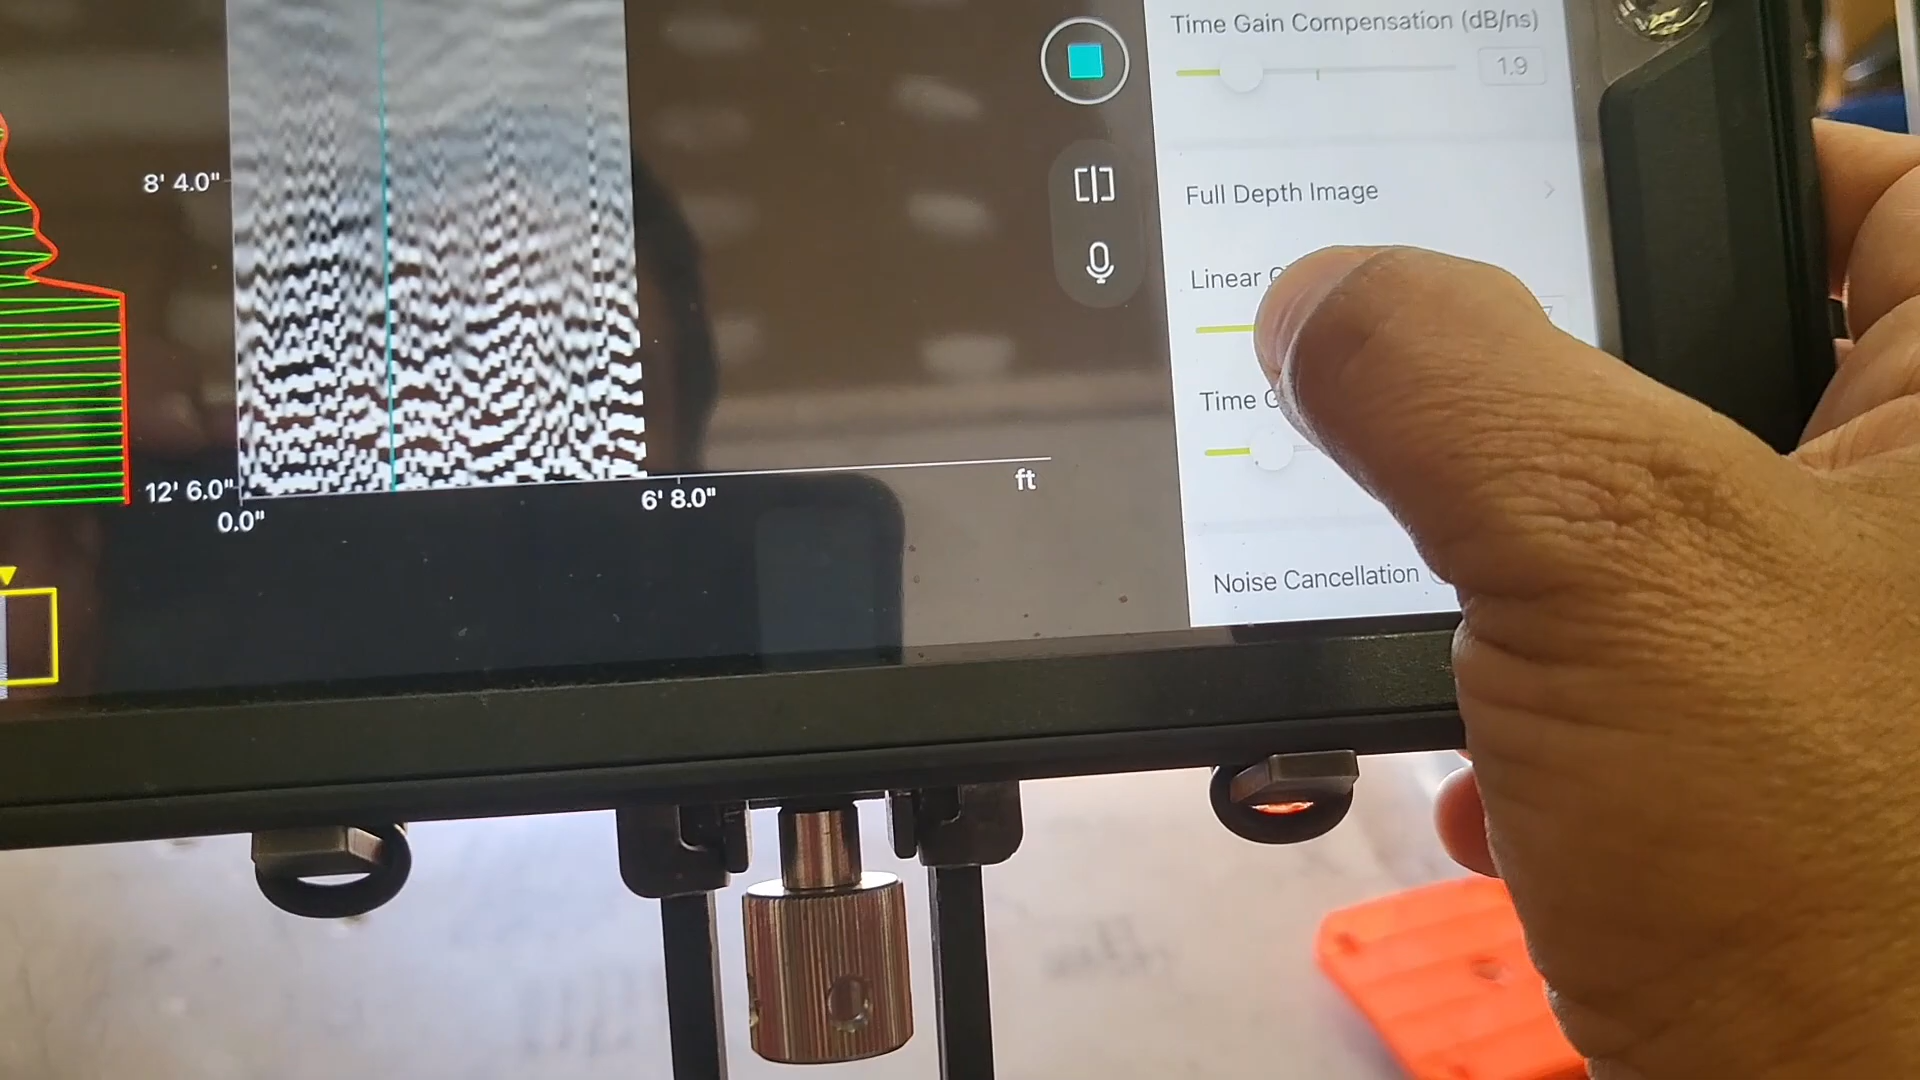 Time Gain Compensation (dB/ns)
1.9
8' 4.0"
Full Depth Image
Linear
Time
12' 6.0"
0.0"
6' 8.0"
ft
Noise Cancellation